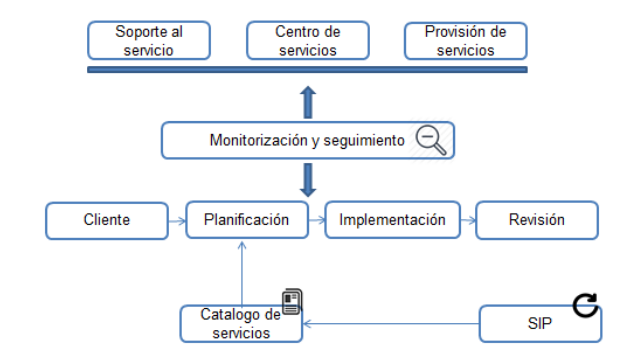 Soporte al
servicio
Centro de
servicios
Provisión de
servicios
Monitorización y seguimiento
Cliente
Planificación
Implementación
Revisión
Catalogo de
servicios
SIP